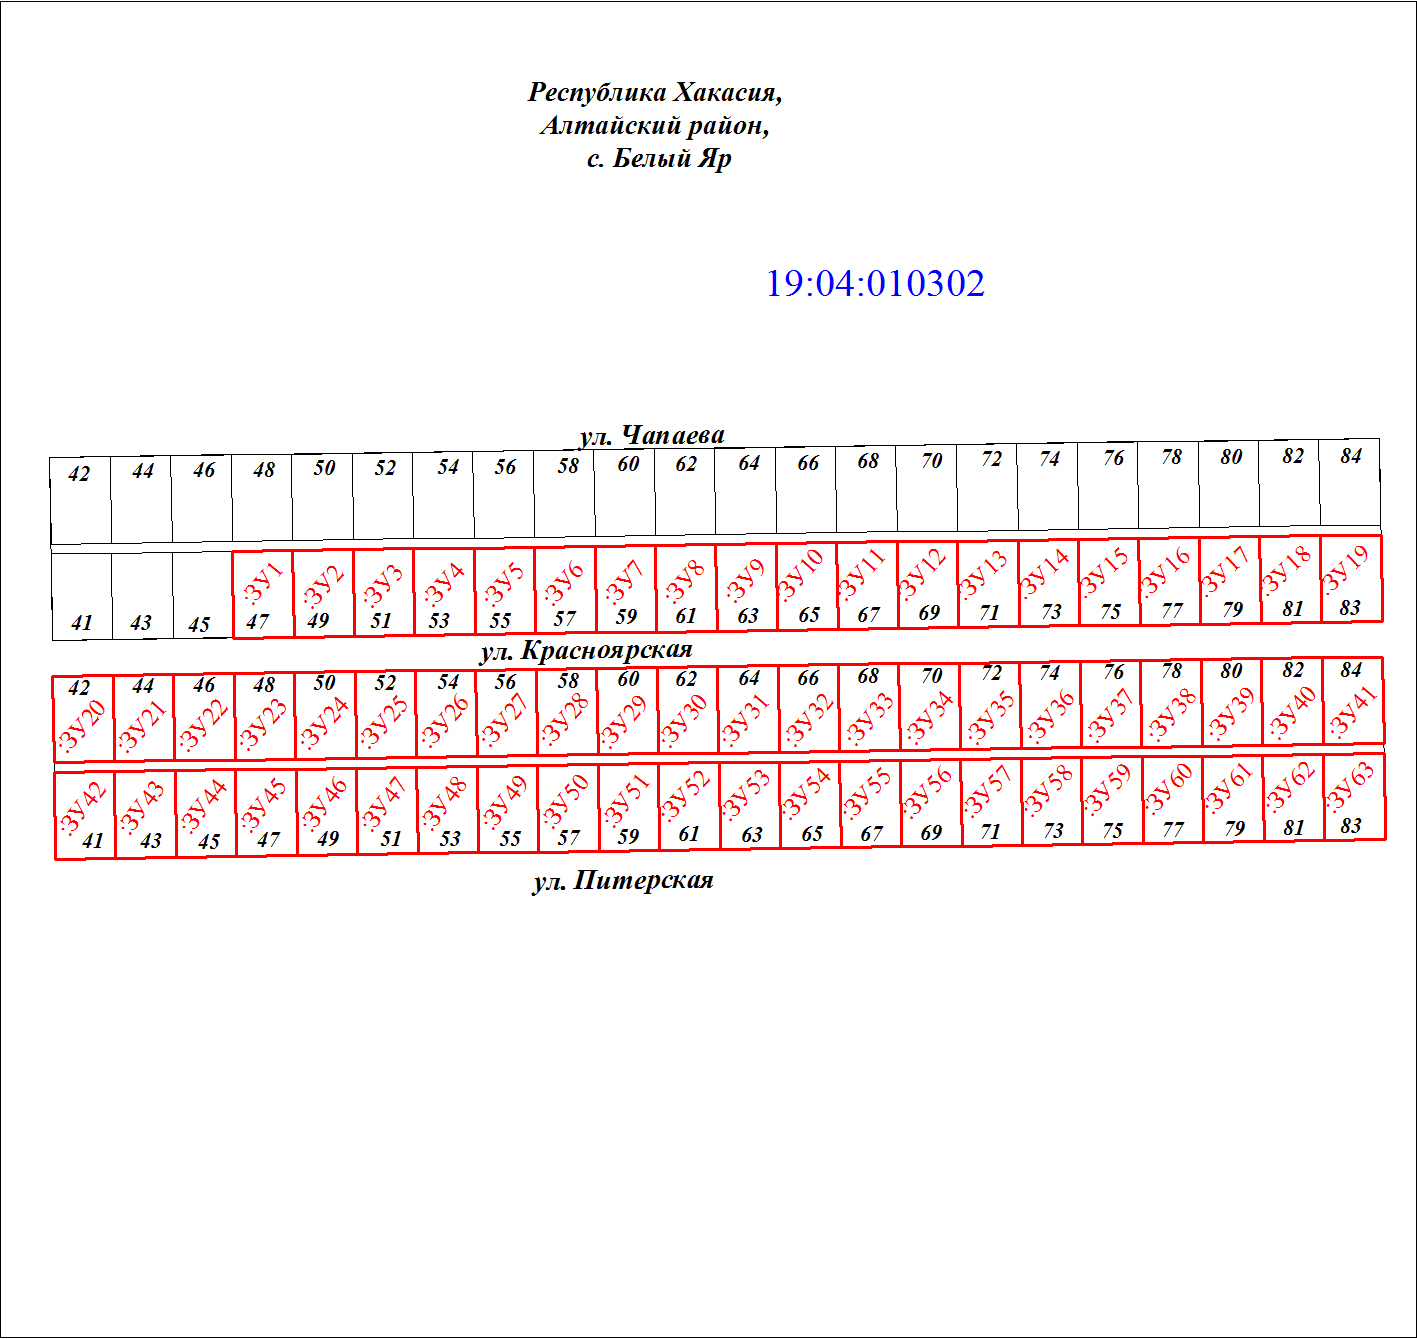 Республика Хакасия,
Алтайский район,
с. Белый Яр
19:04:010302
ул. Чапаева
42 44 46 48 50 52 54 56 58 60 62 64 66 68 70 72 74 76 78 80 82 84
:ЗУ1 :ЗУ2 :ЗУ3 :ЗУ4 :ЗУ5 :ЗУ6 :ЗУ7 :ЗУ8 :ЗУ9 :ЗУ10 :ЗУ11 :ЗУ12 :ЗУ13 :ЗУ14 :ЗУ15 :ЗУ16 :ЗУ17 :ЗУ18 :ЗУ19
41 43 45 47 49 51 53 55 57 59 61 63 65 67 69 71 73 75 77 79 81 83
ул. Красноярская
42 44 46 48 50 52 54 56 58 60 62 64 66 68 70 72 74 76 78 80 82 84
:ЗУ20 :ЗУ21 :ЗУ22 :ЗУ23 :ЗУ24 :ЗУ25 :ЗУ26 :ЗУ27 :ЗУ28 :ЗУ29 :ЗУ30 :ЗУ31 :ЗУ32 :ЗУ33 :ЗУ34 :ЗУ35 :ЗУ36 :ЗУ37 :ЗУ38 :ЗУ39 :ЗУ40 :ЗУ41
:ЗУ42 :ЗУ43 :ЗУ44 :ЗУ45 :ЗУ46 :ЗУ47 :ЗУ48 :ЗУ49 :ЗУ50 :ЗУ51 :ЗУ52 :ЗУ53 :ЗУ54 :ЗУ55 :ЗУ56 :ЗУ57 :ЗУ58 :ЗУ59 :ЗУ60 :ЗУ61 :ЗУ62 :ЗУ63
41 43 45 47 49 51 53 55 57 59 61 63 65 67 69 71 73 75 77 79 81 83
ул. Питерская